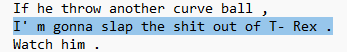 If he throw another curve ball ,
I' m gonna slap the shit out of T- Rex .
Watch him .